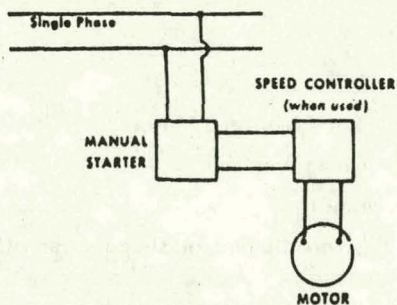 Single Phase
SPEED CONTROLLER
(when used)
MANUAL
STARTER
MOTOR